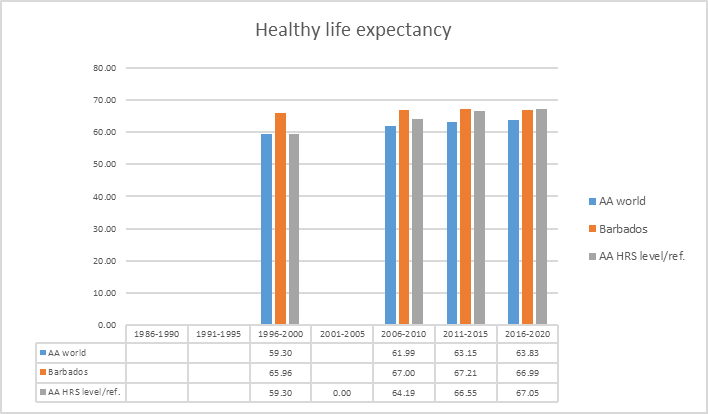 Healthy life expectancy
80.00
70.00
60.00
50.00
40.00
30.00
20.00
10.00
0.00
AA world
Barbados
AA HRS level/ref.
1986-1990 1991-1995 1996-2000 2001-2005 2006-2010 2011-2015 2016-2020
AA world 59.30 61.99 63.15 63.83
Barbados 65.96 67.00 67.21 66.99
AA HRS level/ref. 59.30 0.00 64.19 66.55 67.05